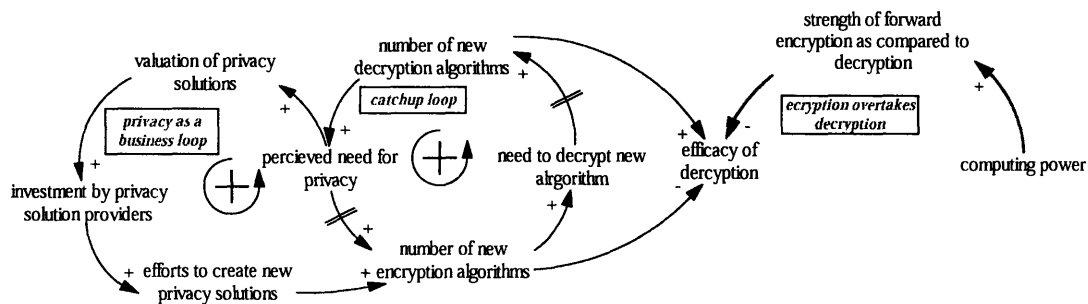 valuation of privacy
solutions
privacy as a
business loop
investment by privacy
solution providers
efforts to create new
privacy solutions
number of new
decryption algorithms
catchup loop
percieved need for
privacy
need to decrypt new
alrgorithm
number of new
encryption algorithms
strength of forward
encryption as compared to
decryption
ecryption overtakes
decryption
efficacy of
dercyption
computing power
+
+
+
+
+
+
+
+
+
+
+
-
-
+